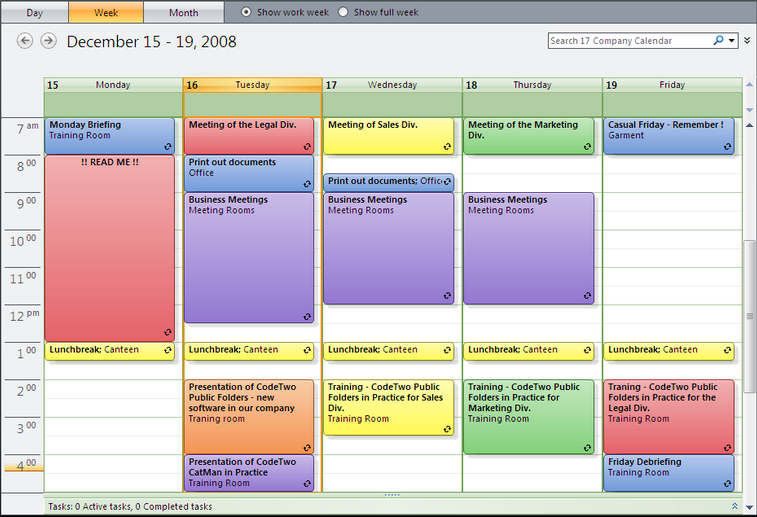 Day Week Month Show work week Show full week
December 15 - 19, 2008
Search 17 Company Calendar
15 Monday 16 Tuesday 17 Wednesday 18 Thursday 19 Friday
7 am
8 00
9 00
10 00
11 00
12 pm
1 00
2 00
3 00
4 00
Monday Briefing
Training Room
!! READ ME !!
Lunchbreak; Canteen
Meeting of the Legal Div.
Print out documents
Office
Business Meetings
Meeting Rooms
Lunchbreak; Canteen
Presentation of CodeTwo
Public Folders - new
software in our company
Traning room
Presentation of CodeTwo
CatMan in Practice
Training Room
Meeting of Sales Div.
Print out documents; Offic
Business Meetings
Meeting Rooms
Lunchbreak; Canteen
Training - CodeTwo Public
Folders in Practice for Sales
Div.
Training Room
Meeting of the Marketing
Div.
Business Meetings
Meeting Rooms
Lunchbreak; Canteen
Training - CodeTwo Public
Folders in Practice for
Marketing Div.
Training Room
Casual Friday - Remember !
Garment
Lunchbreak; Canteen
Traning - CodeTwo Public
Folders in Practice for the
Legal Div.
Training Room
Friday Debriefing
Training Room
Tasks: 0 Active tasks, 0 Completed tasks